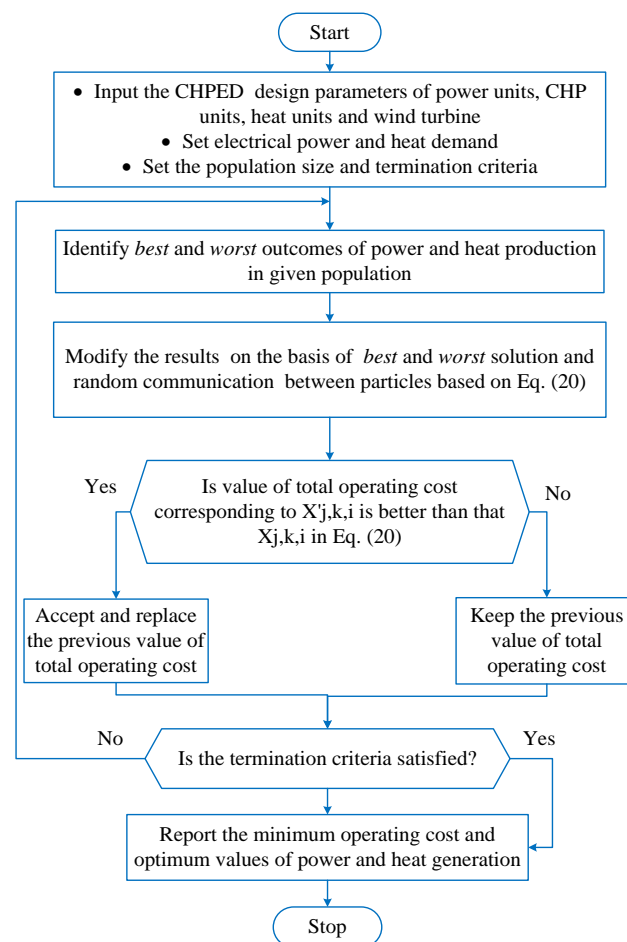 Start
• Input the CHPED design parameters of power units, CHP
units, heat units and wind turbine
• Set electrical power and heat demand
• Set the population size and termination criteria
Identify best and worst outcomes of power and heat production
in given population
Modify the results on the basis of best and worst solution and
random communication between particles based on Eq. (20)
Yes
Is value of total operating cost
corresponding to X'j,k,i is better than that
Xj,k,i in Eq. (20)
No
Accept and replace
the previous value of
total operating cost
Keep the previous
value of total
operating cost
No
Is the termination criteria satisfied?
Yes
Report the minimum operating cost and
optimum values of power and heat generation
Stop